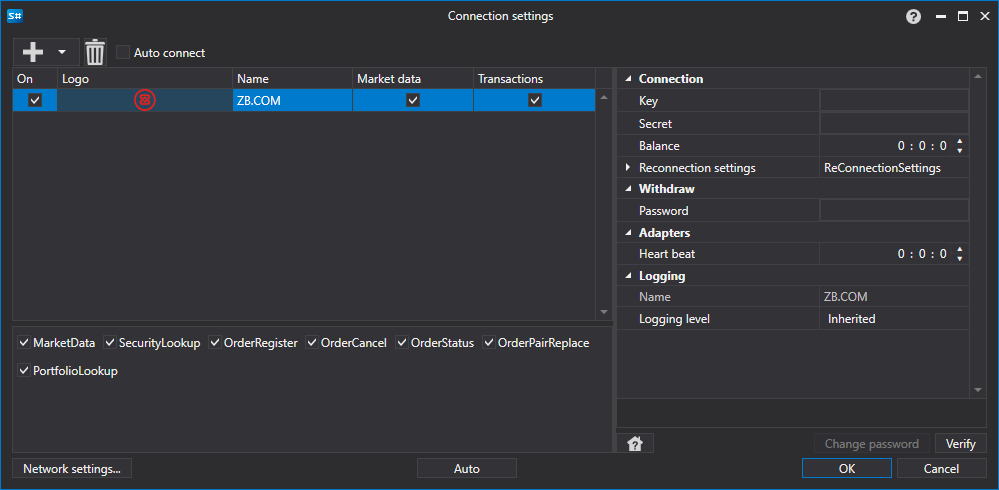 S#
Connection settings
?
Auto connect
On Logo Name Market data Transactions
ZB.COM
Connection
Key
Secret
Balance 0 : 0 : 0
Reconnection settings ReConnectionSettings
Withdraw
Password
Adapters
Heart beat 0 : 0 : 0
Logging
Name ZB.COM
Logging level Inherited
MarketData SecurityLookup OrderRegister OrderCancel OrderStatus OrderPairReplace
PortfolioLookup
Change password Verify
Network settings... Auto OK Cancel